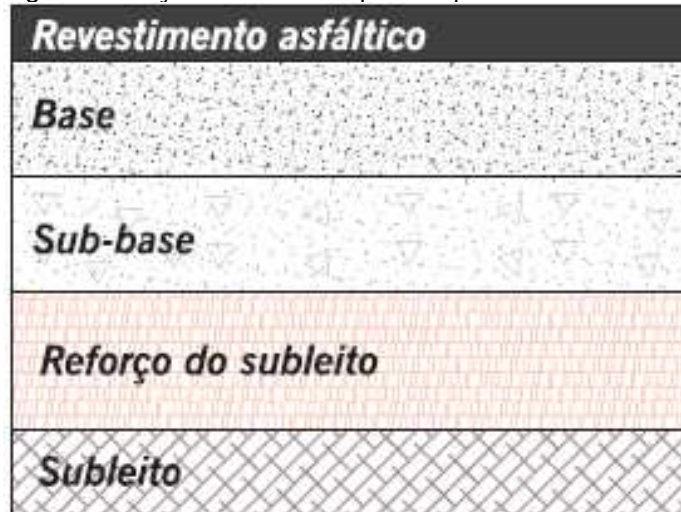 Revestimento asfáltico
Base
Sub-base
Reforço do subleito
Subleito